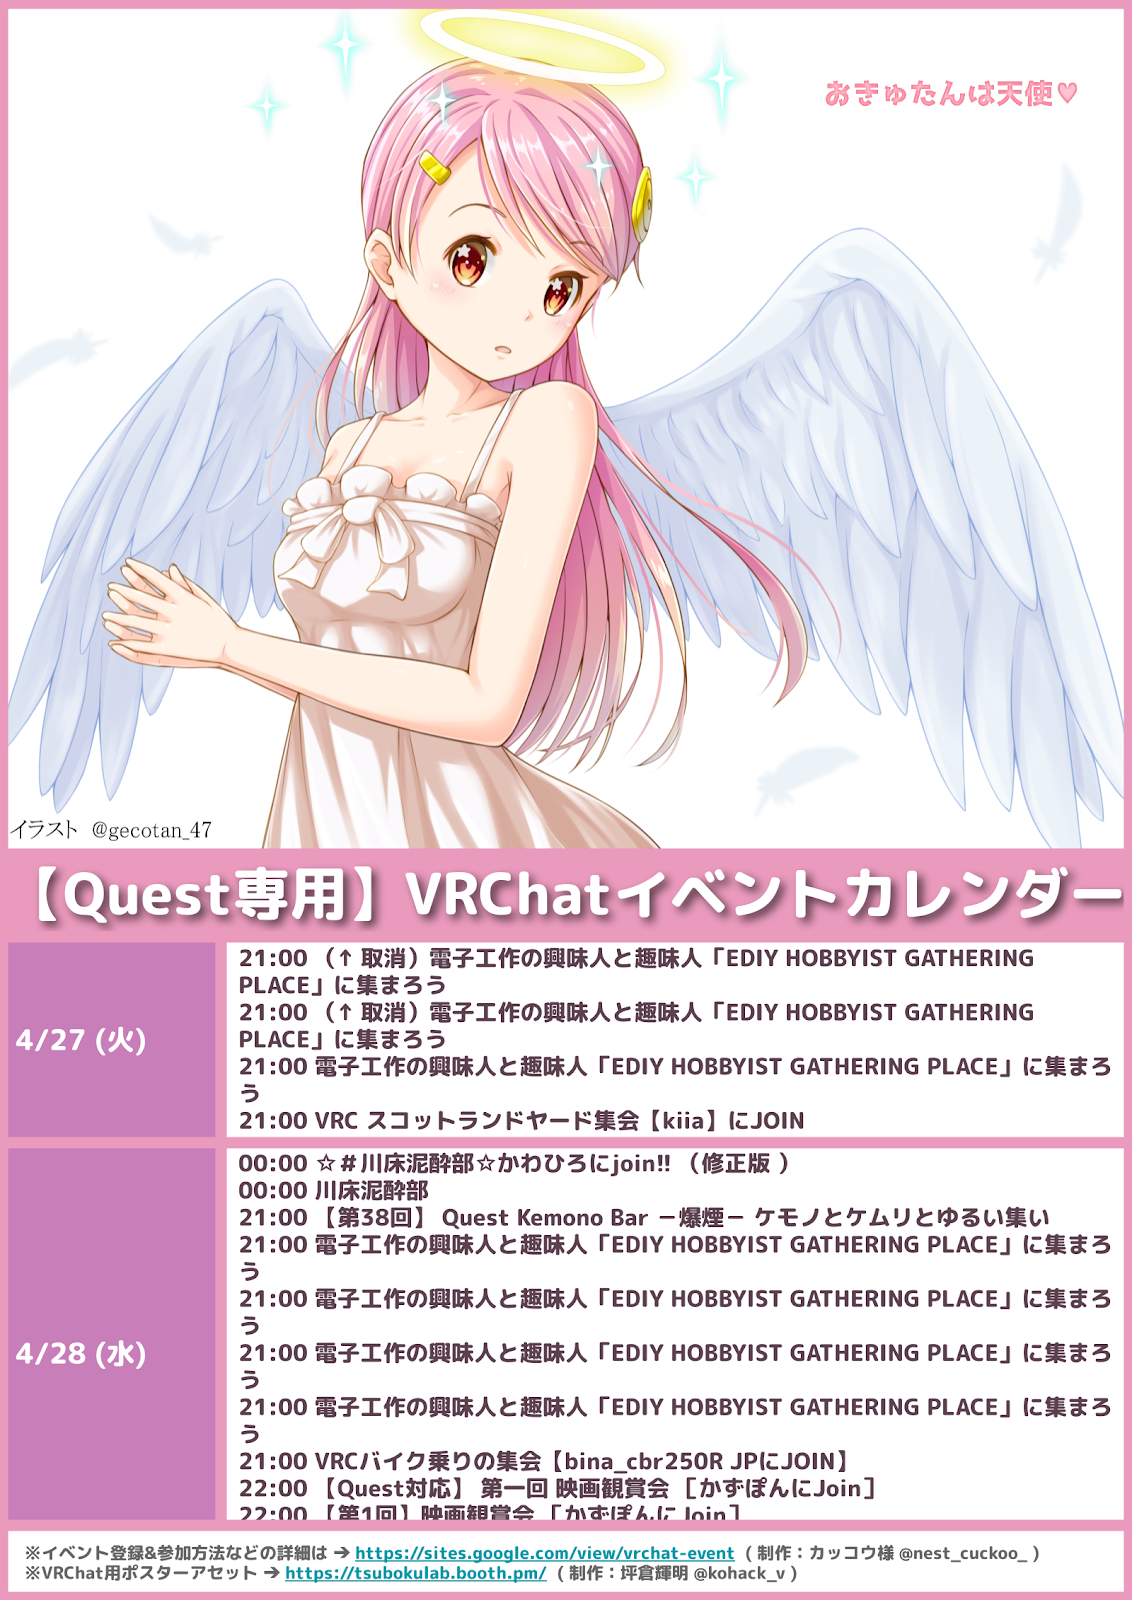 おきゅたんは天使♥
イラスト @gecotan_47
【Quest専用】VRChatイベントカレンダー
4/27 (火)
21:00 （↑ 取消）電子工作の興味人と趣味人「EDIY HOBBYIST GATHERING
PLACE」に集まろう
21:00 （↑ 取消）電子工作の興味人と趣味人「EDIY HOBBYIST GATHERING
PLACE」に集まろう
21:00 電子工作の興味人と趣味人「EDIY HOBBYIST GATHERING PLACE」に集まろ
う
21:00 VRC スコットランドヤード集会【kiia】にJOIN
4/28 (水)
00:00 ☆＃川床泥酔部☆かわひろにjoin!! （修正版 ）
00:00 川床泥酔部
21:00 【第38回】 Quest Kemono Bar －爆煙－ ケモノとケムリとゆるい集い
21:00 電子工作の興味人と趣味人「EDIY HOBBYIST GATHERING PLACE」に集まろ
う
21:00 電子工作の興味人と趣味人「EDIY HOBBYIST GATHERING PLACE」に集まろ
う
21:00 電子工作の興味人と趣味人「EDIY HOBBYIST GATHERING PLACE」に集まろ
う
21:00 電子工作の興味人と趣味人「EDIY HOBBYIST GATHERING PLACE」に集まろ
う
21:00 VRCバイク乗りの集会【bina_cbr250R JPにJOIN】
22:00 【Quest対応】 第一回 映画観賞会 ［かずぽんにJoin］
22:00 【第1回】映画観賞会 ［かずぽんに Join］
※イベント登録&参加方法などの詳細は → https://sites.google.com/view/vrchat-event （ 制作：カッコウ様 @nest_cuckoo_ ）
※VRChat用ポスターアセット → https://tsubokulab.booth.pm/ （ 制作：坪倉輝明 @kohack_v ）